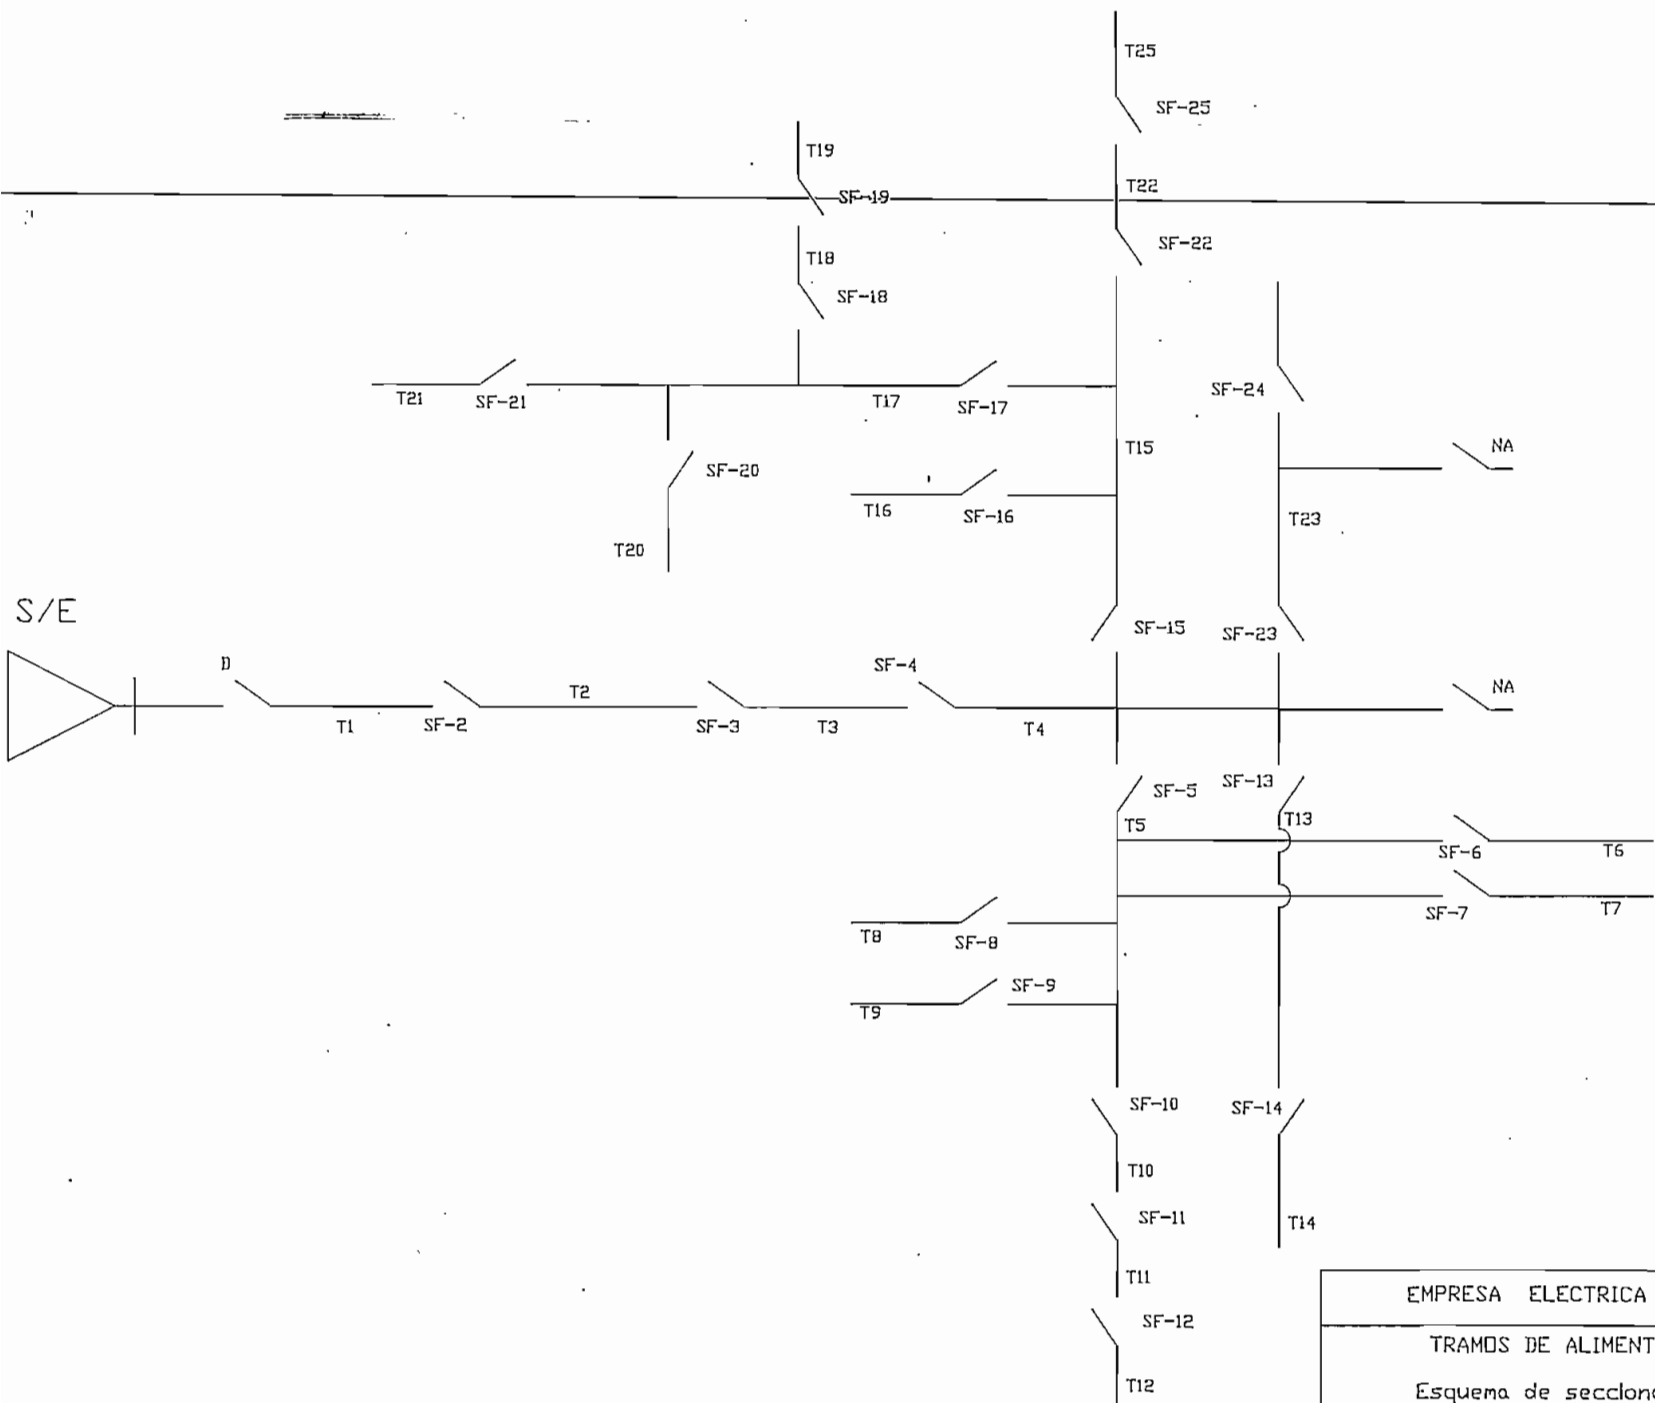 T25
SF-25
T19
T22
SF-19
SF-22
T18
SF-18
SF-24
T21
SF-21
T17
SF-17
T15
NA
SF-20
T16
SF-16
T23
T20
S/E
SF-15
SF-23
D
SF-4
T2
NA
T1
SF-2
SF-3
T3
T4
SF-5
SF-13
T5
T13
SF-6
T6
SF-7
T7
T8
SF-8
SF-9
T9
SF-10
SF-14
T10
SF-11
T14
T11
EMPRESA ELECTRICA
SF-12
TRAMOS DE ALIMENT
T12
Esquema de secciona